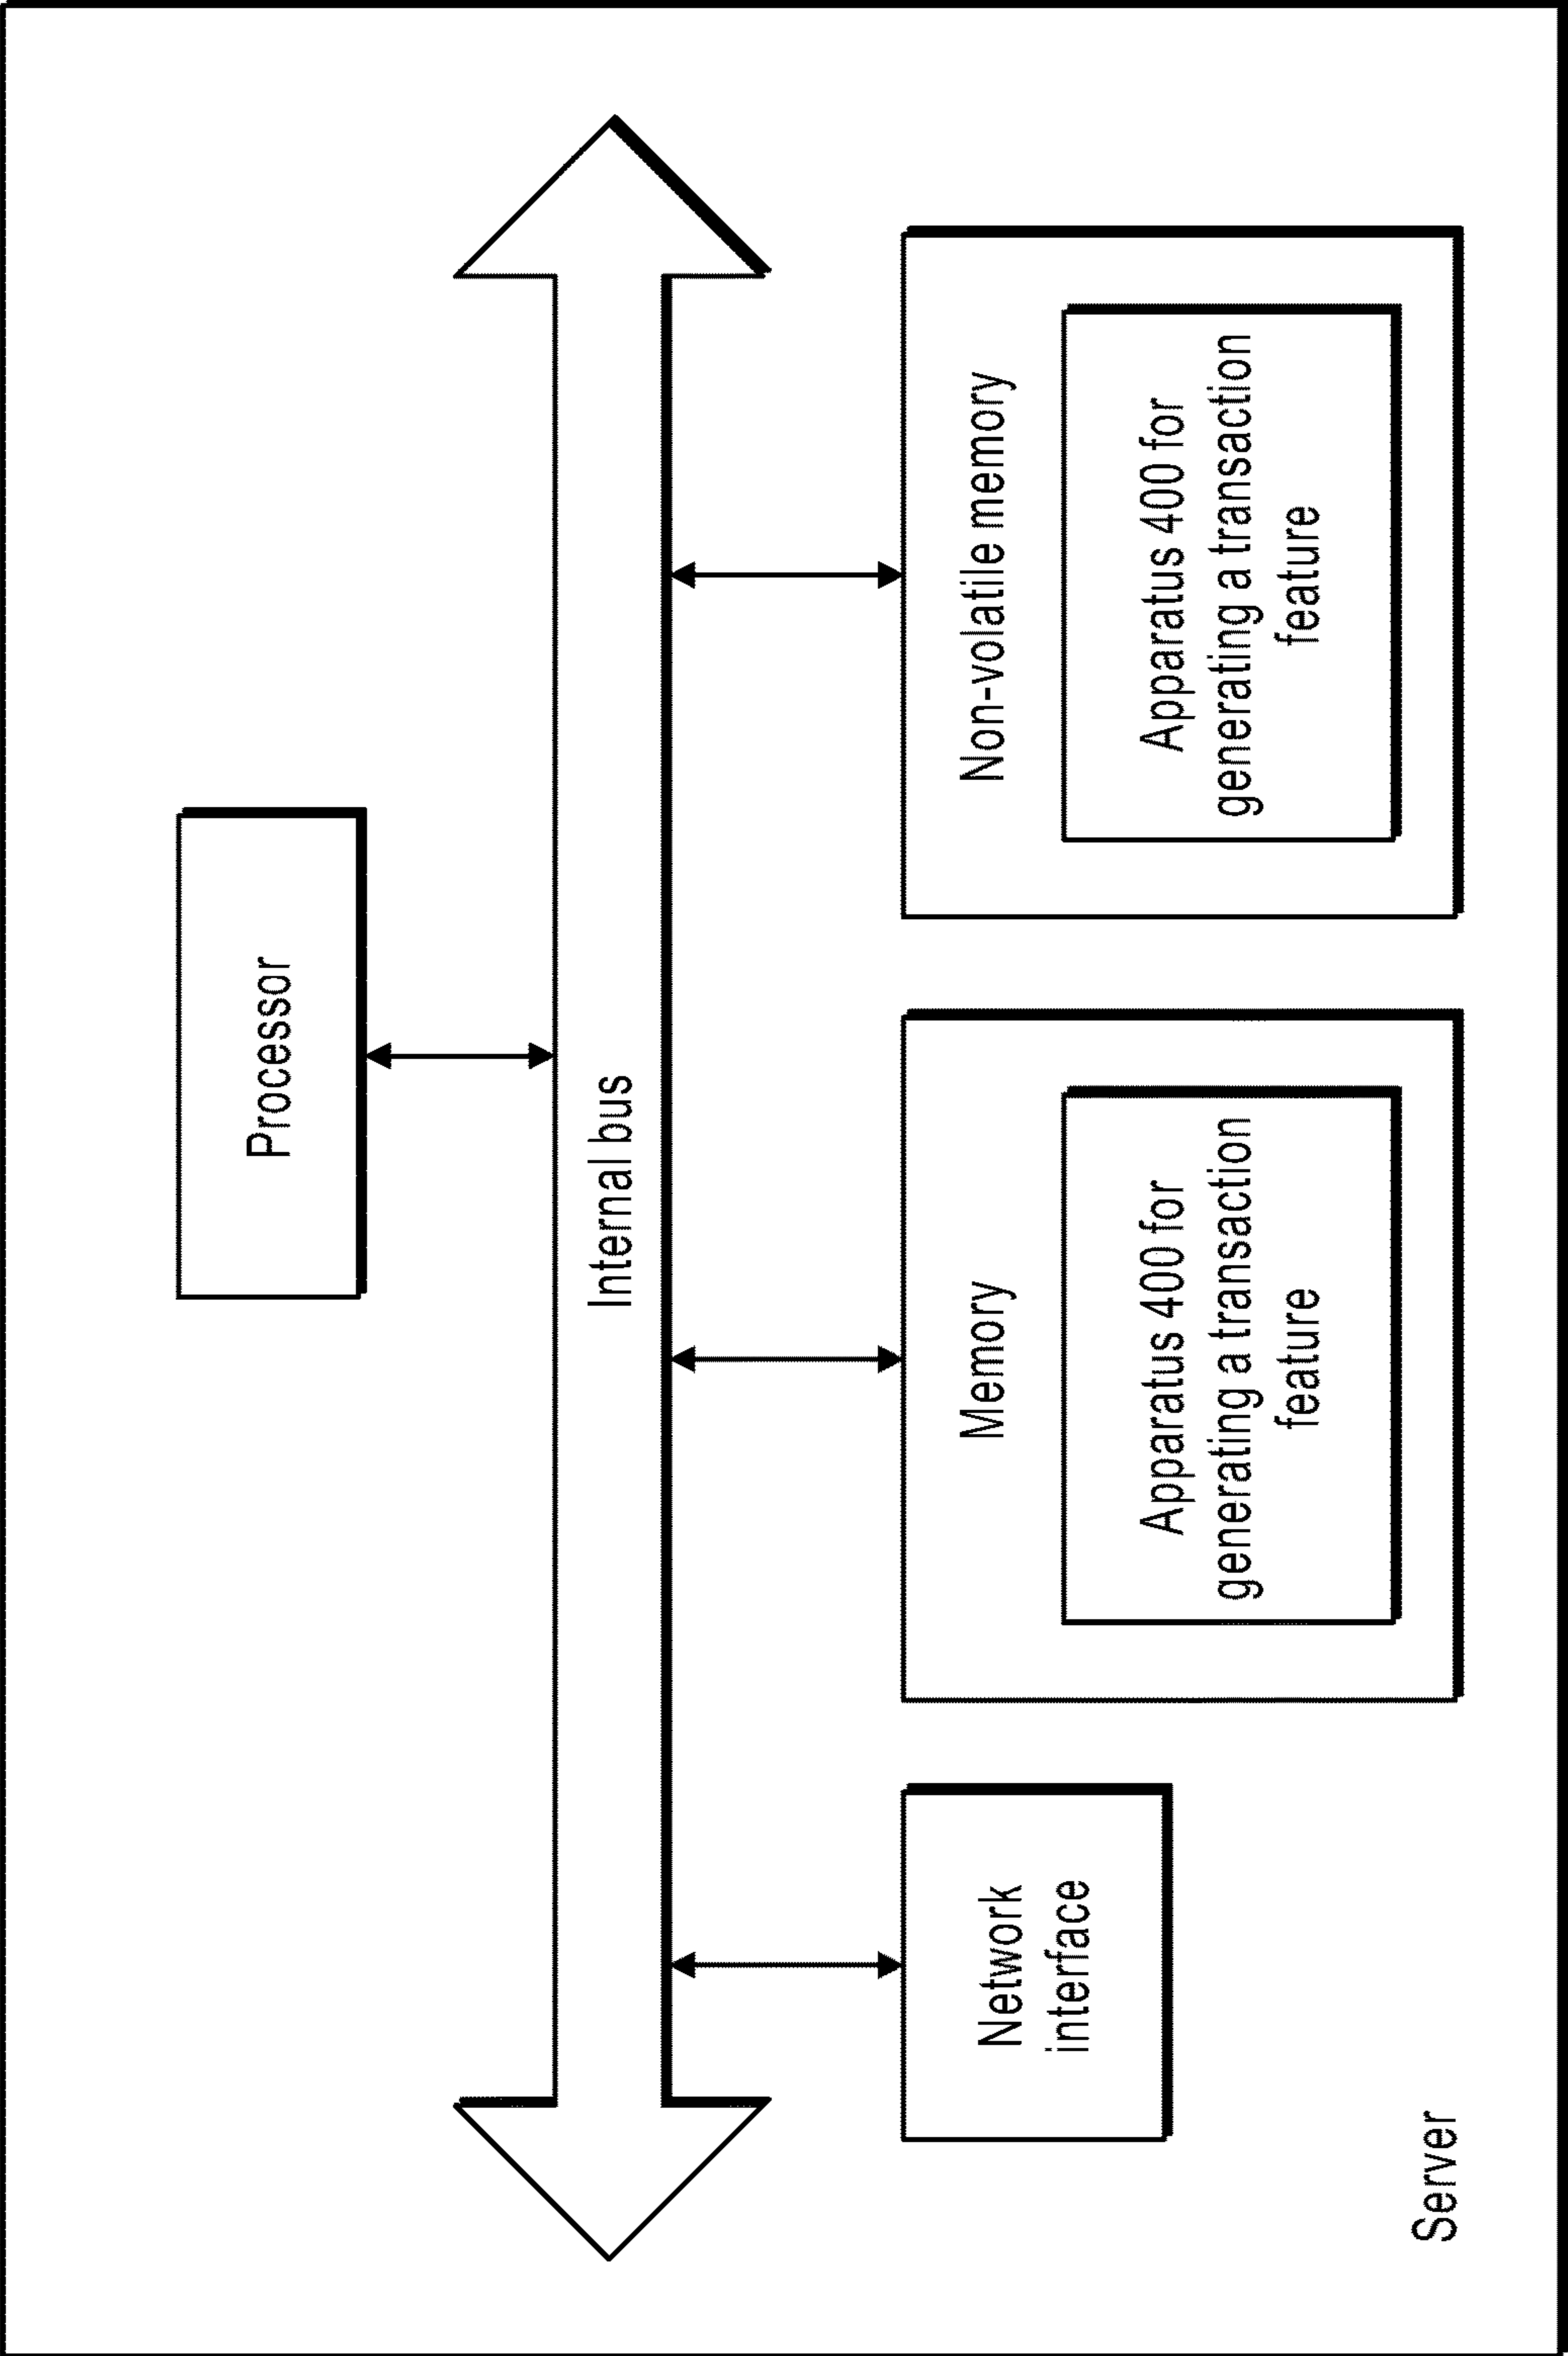 Processor
Internal bus
Network
interface
Memory
Apparatus 400 for
generating a transaction
feature
Non-volatile memory
Apparatus 400 for
generating a transaction
feature
Server